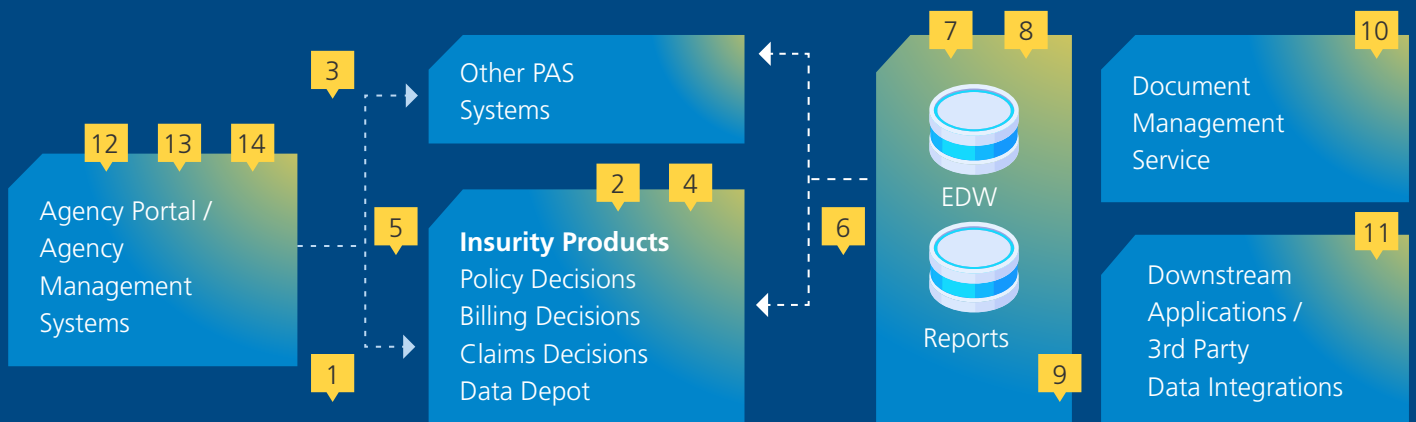 12
13
14
Agency Portal /
Agency
Management
Systems
3
5
1
Other PAS
Systems
2
4
Insurity Products
Policy Decisions
Billing Decisions
Claims Decisions
Data Depot
6
7
8
EDW
Reports
9
10
Document
Management
Service
11
Downstream
Applications /
3rd Party
Data Integrations